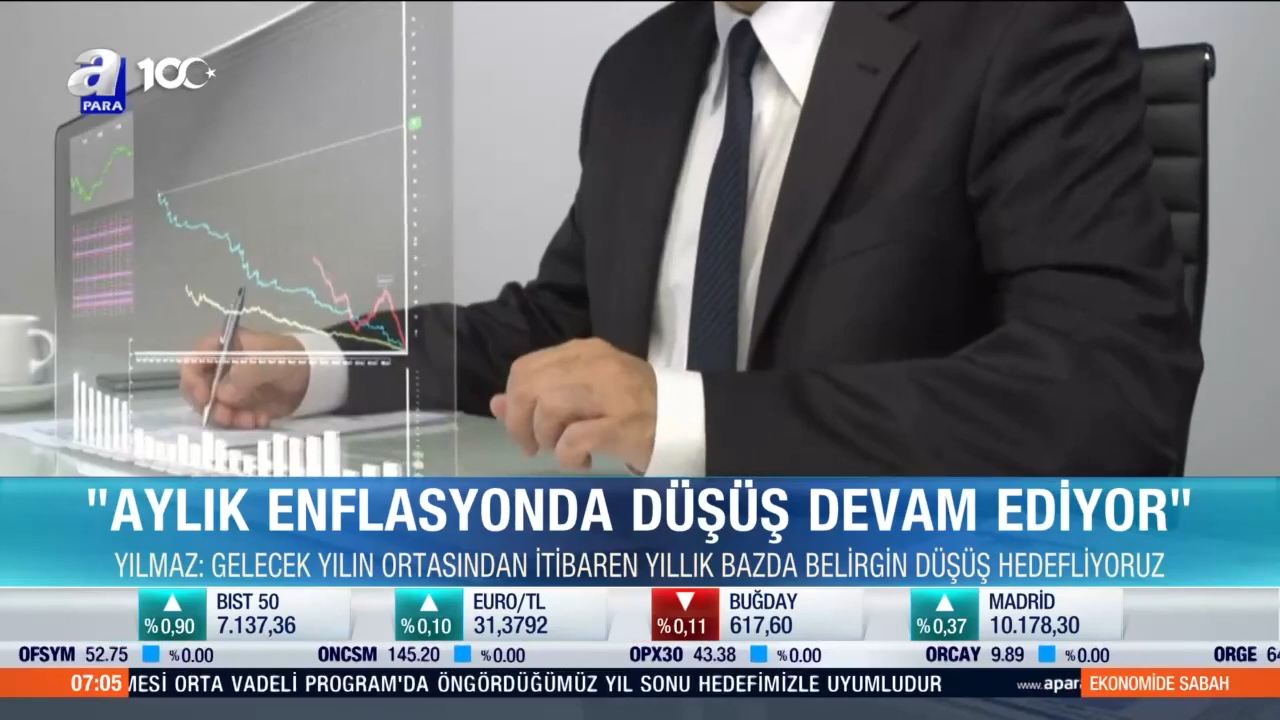 a
PARA
100
"AYLIK ENFLASYONDA DÜŞÜŞ DEVAM EDİYOR"
YILMAZ: GELECEK YILIN ORTASINDAN İTİBAREN YILLIK BAZDA BELİRGİN DÜŞÜŞ HEDEFLİYORUZ
%0,90 BIST 50 7.137,36
%0,10 EURO/TL 31,3792
%0,11 BUĞDAY 617,60
%0,37 MADRİD 10.178,30
OFSYM 52.75 %0.00 ONCSM 145.20 %0.00 OPX30 43.38 %0.00 ORCAY 9.89 %0.00 ORGE 64
07:05 MESİ ORTA VADELİ PROGRAM'DA ÖNGÖRDÜĞÜMÜZ YIL SONU HEDEFİMİZLE UYUMLUDUR www.apara EKONOMİDE SABAH